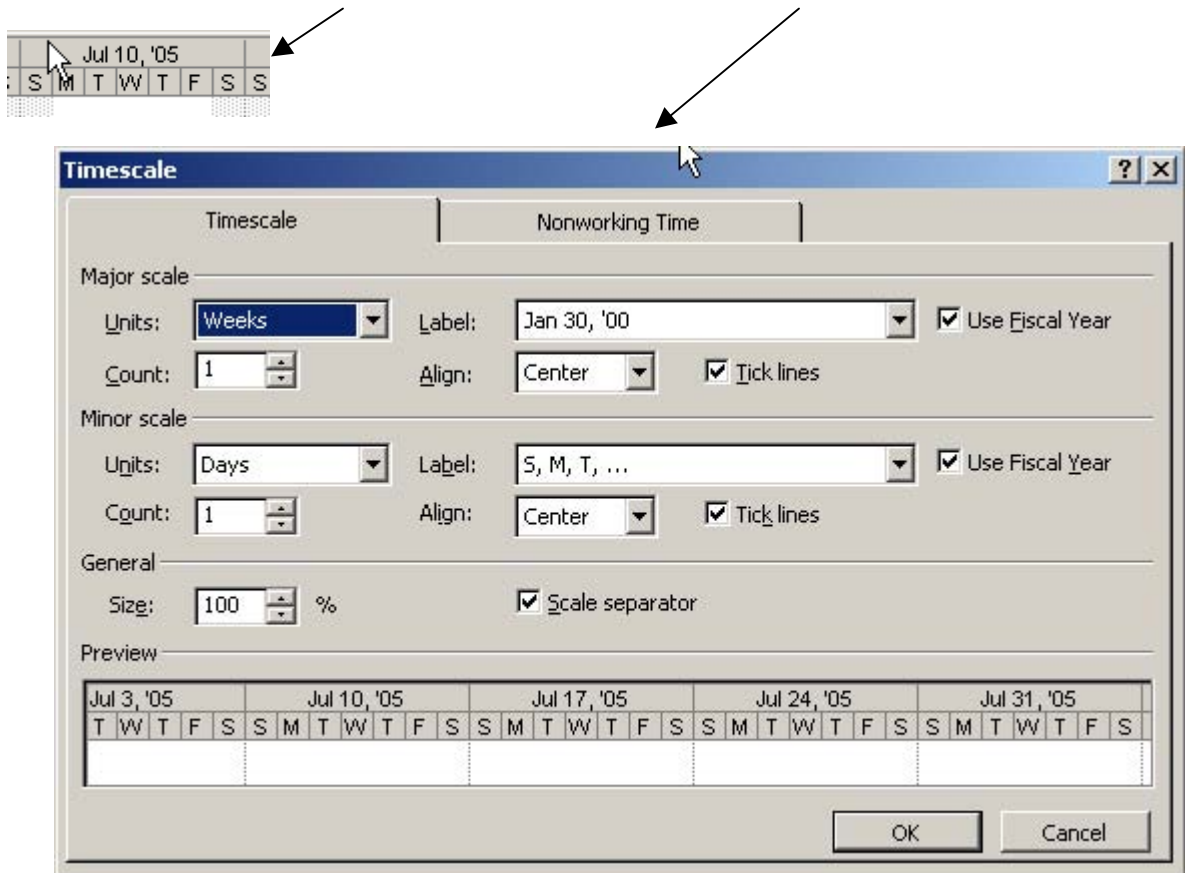 Jul 10, '05
S M T W T F S S
Timescale
Timescale Nonworking Time
Major scale
Units: Weeks Label: Jan 30, '00 Use Fiscal Year
Count: 1 Align: Center Tick lines
Minor scale
Units: Days Label: S, M, T, ... Use Fiscal Year
Count: 1 Align: Center Tick lines
General
Size: 100 % Scale separator
Preview
Jul 3, '05 Jul 10, '05 Jul 17, '05 Jul 24, '05 Jul 31, '05
T W T F S S M T W T F S S M T W T F S S M T W T F S S M T W T F S
OK Cancel